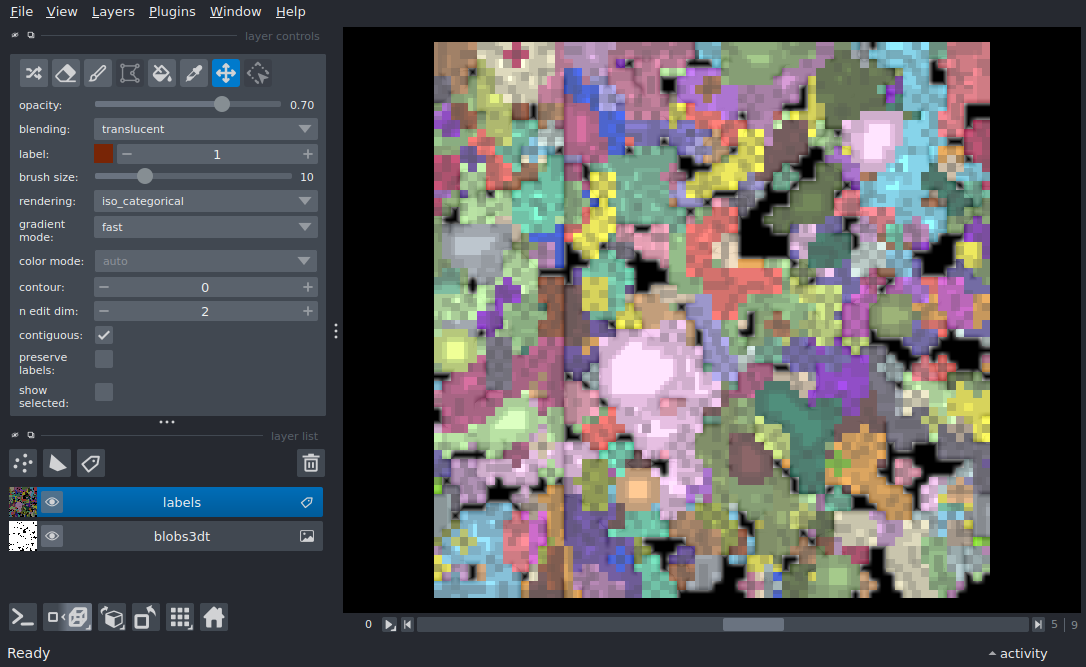 File View Layers Plugins Window Help
layer controls
opacity: 0.70
blending: translucent
label: 1
brush size: 10
rendering: iso_categorical
gradient
mode: fast
color mode: auto
contour: 0
n edit dim: 2
contiguous:
preserve
labels:
show
selected:
layer list
labels
blobs3dt
0 5 | 9
Ready activity